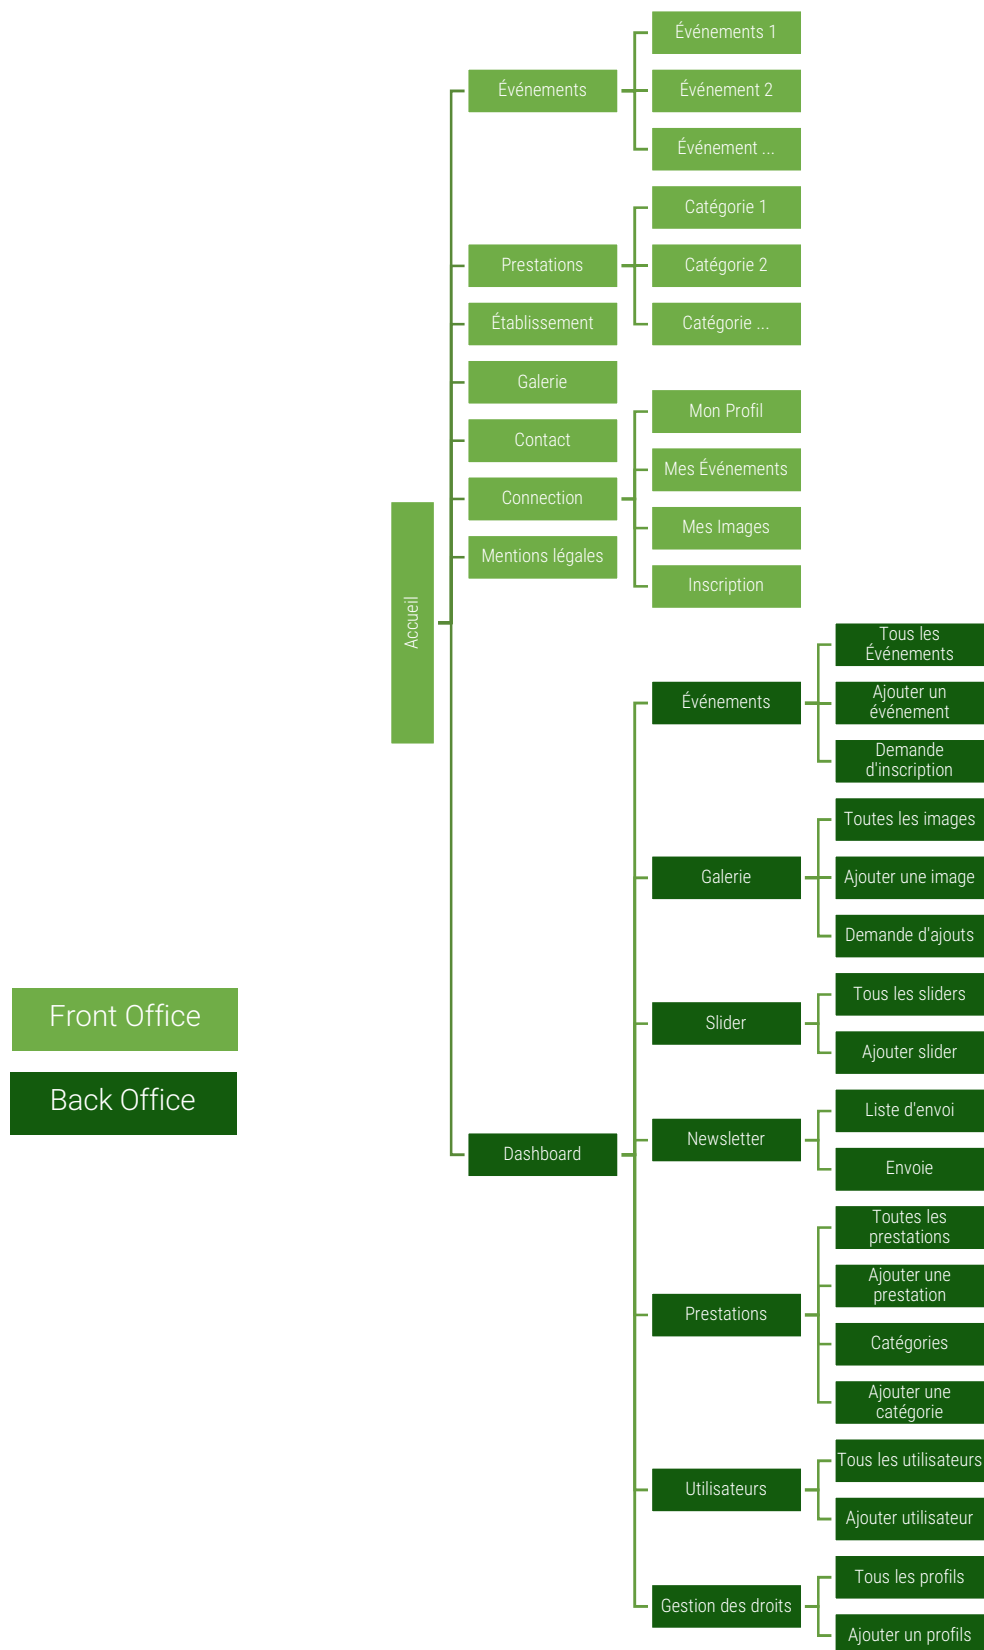 Événements 1
Événements
Événement 2
Événement ...
Catégorie 1
Prestations
Catégorie 2
Établissement
Catégorie ...
Galerie
Mon Profil
Contact
Mes Événements
Connection
Mes Images
Mentions légales
Inscription
Accueil
Tous les
Événements
Événements
Ajouter un
événement
Demande
d'inscription
Toutes les images
Galerie
Ajouter une image
Demande d'ajouts
Tous les sliders
Slider
Ajouter slider
Front Office
Back Office
Liste d'envoi
Newsletter
Dashboard
Envoie
Toutes les
prestations
Ajouter une
prestation
Prestations
Catégories
Ajouter une
catégorie
Tous les utilisateurs
Utilisateurs
Ajouter utilisateur
Tous les profils
Gestion des droits
Ajouter un profils